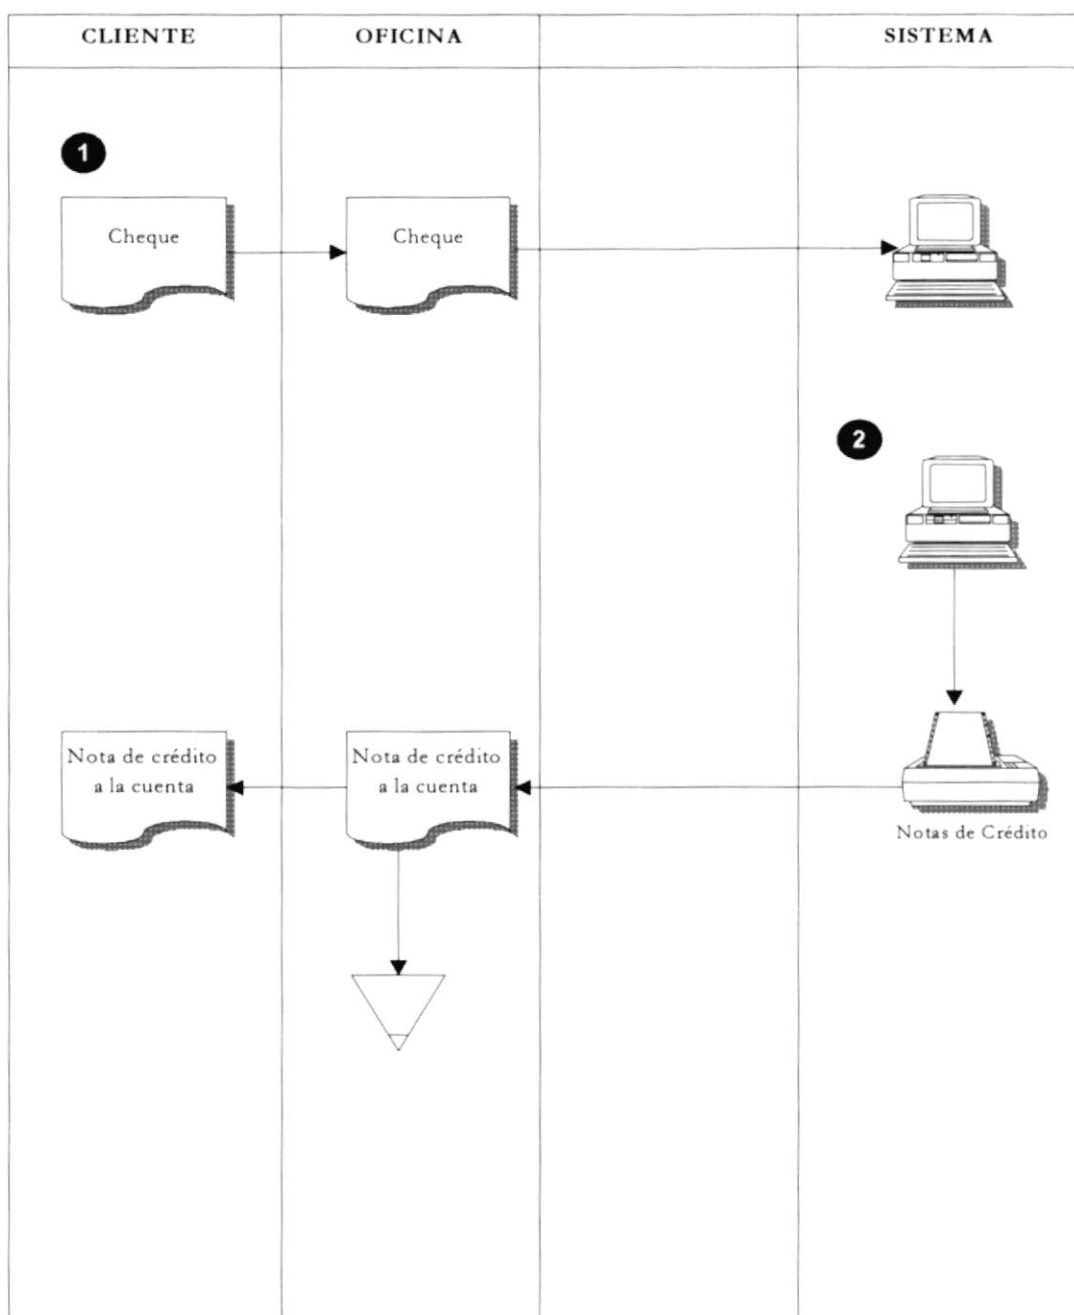 CLIENTE
OFICINA
SISTEMA
1
Cheque
Cheque
2
Nota de crédito
a la cuenta
Nota de crédito
a la cuenta
Notas de Crédito